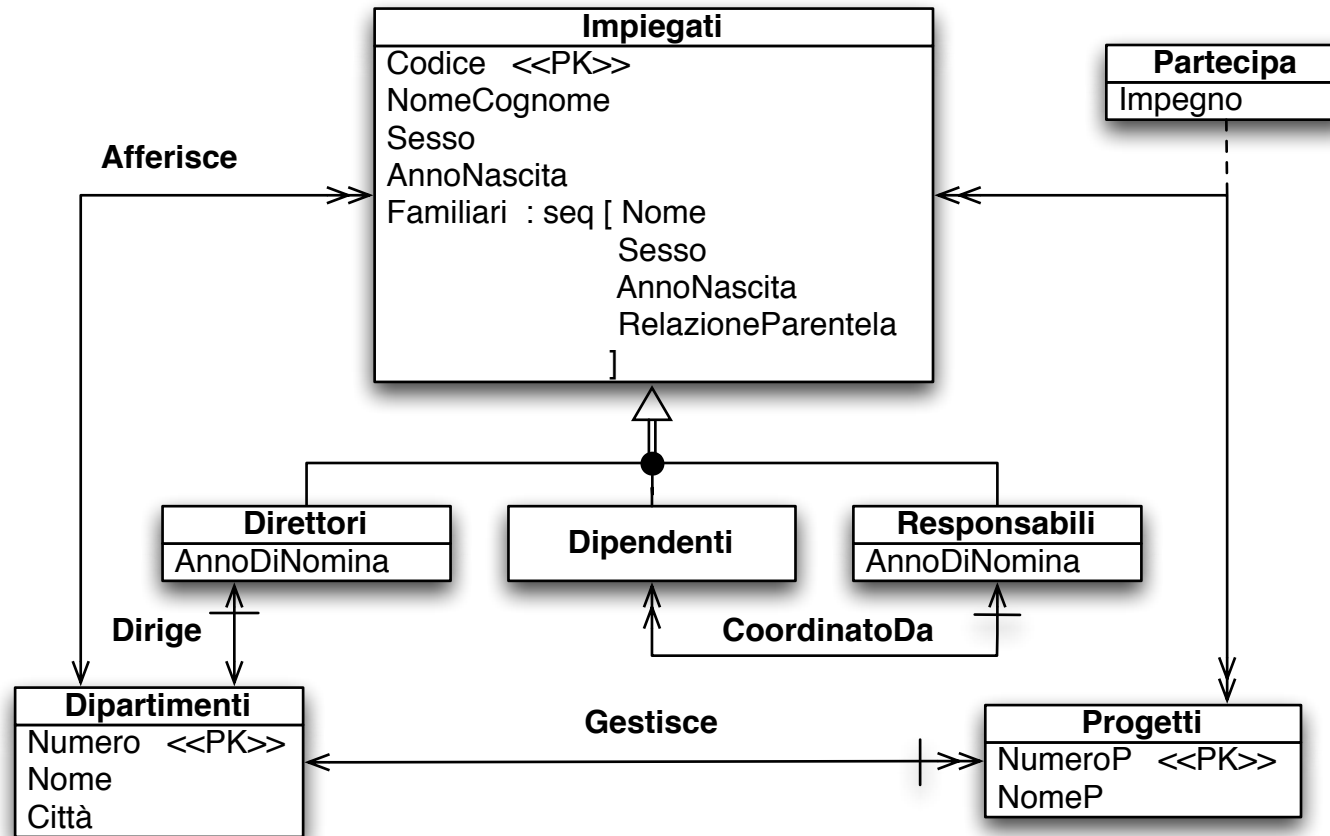 Impiegati
Codice <<PK>>
NomeCognome
Sesso
AnnoNascita
Familiari : seq [ Nome
Sesso
AnnoNascita
RelazioneParentela
]
Partecipa
Impegno
Afferisce
Direttori
AnnoDiNomina
Dipendenti
Responsabili
AnnoDiNomina
Dirige
CoordinatoDa
Dipartimenti
Numero <<PK>>
Nome
Città
Gestisce
Progetti
NumeroP <<PK>>
NomeP